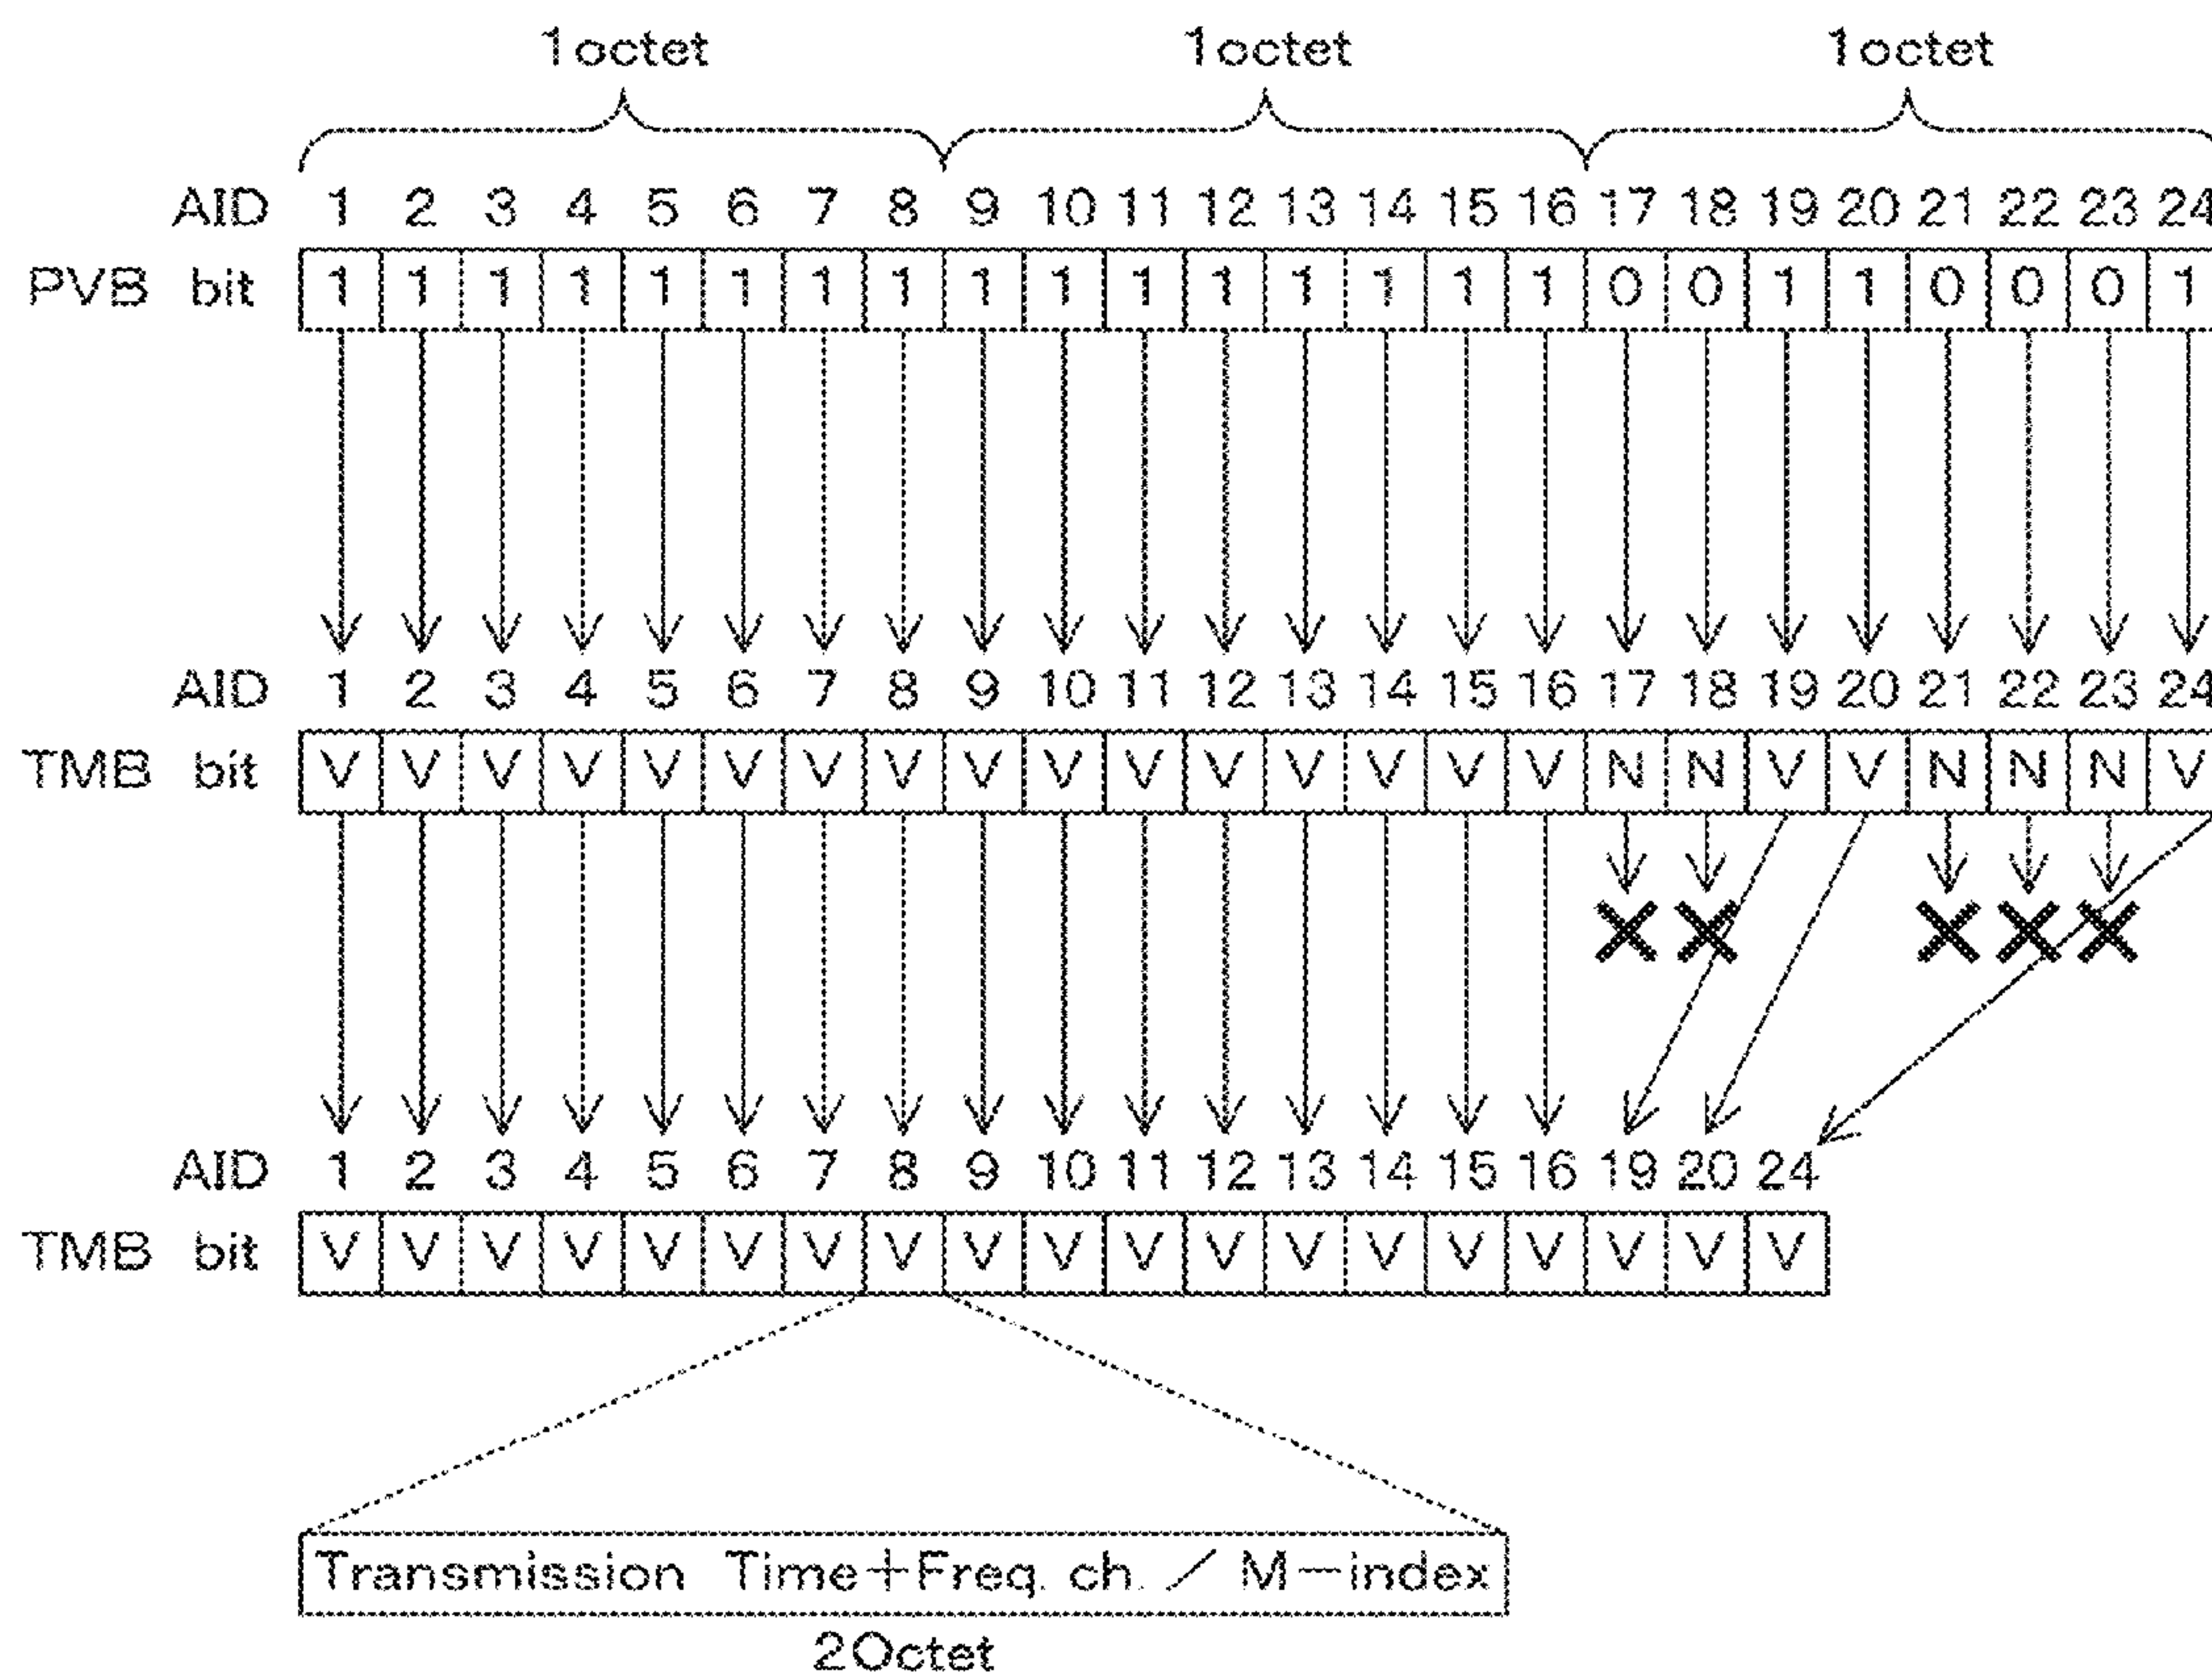 1octet 1octet 1octet
AID 1 2 3 4 5 6 7 8 9 10 11 12 13 14 15 16 17 18 19 20 21 22 23 24
PVB bit 1 1 1 1 1 1 1 1 1 1 1 1 1 1 1 1 0 0 1 1 0 0 0 1
AID 1 2 3 4 5 6 7 8 9 10 11 12 13 14 15 16 17 18 19 20 21 22 23 24
TMB bit V V V V V V V V V V V V V V V V N N V V N N N V
AID 1 2 3 4 5 6 7 8 9 10 11 12 13 14 15 16 19 20 24
TMB bit V V V V V V V V V V V V V V V V V V V
Transmission Time+Freq. ch. / M-index
2Octet